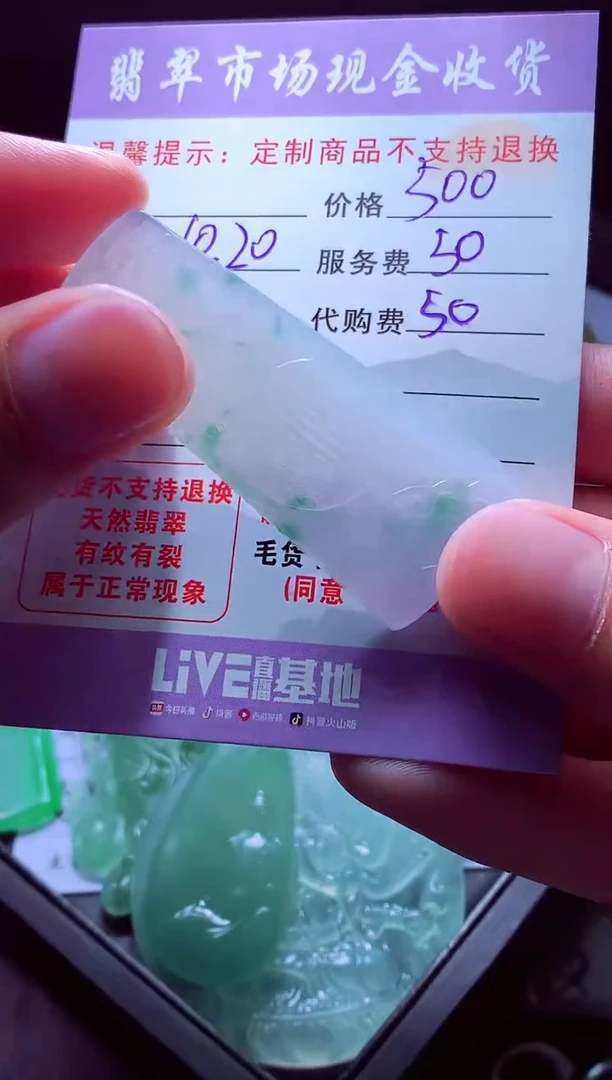 翡翠市场现金收货
温馨提示：定制商品不支持退换
价格 500
10.20 服务费 50
代购费 50
货不支持退换
天然翡翠
有纹有裂
属于正常现象
毛货
(同意
LiVE直播基地
今日头条 抖音 西瓜视频 抖音火山版